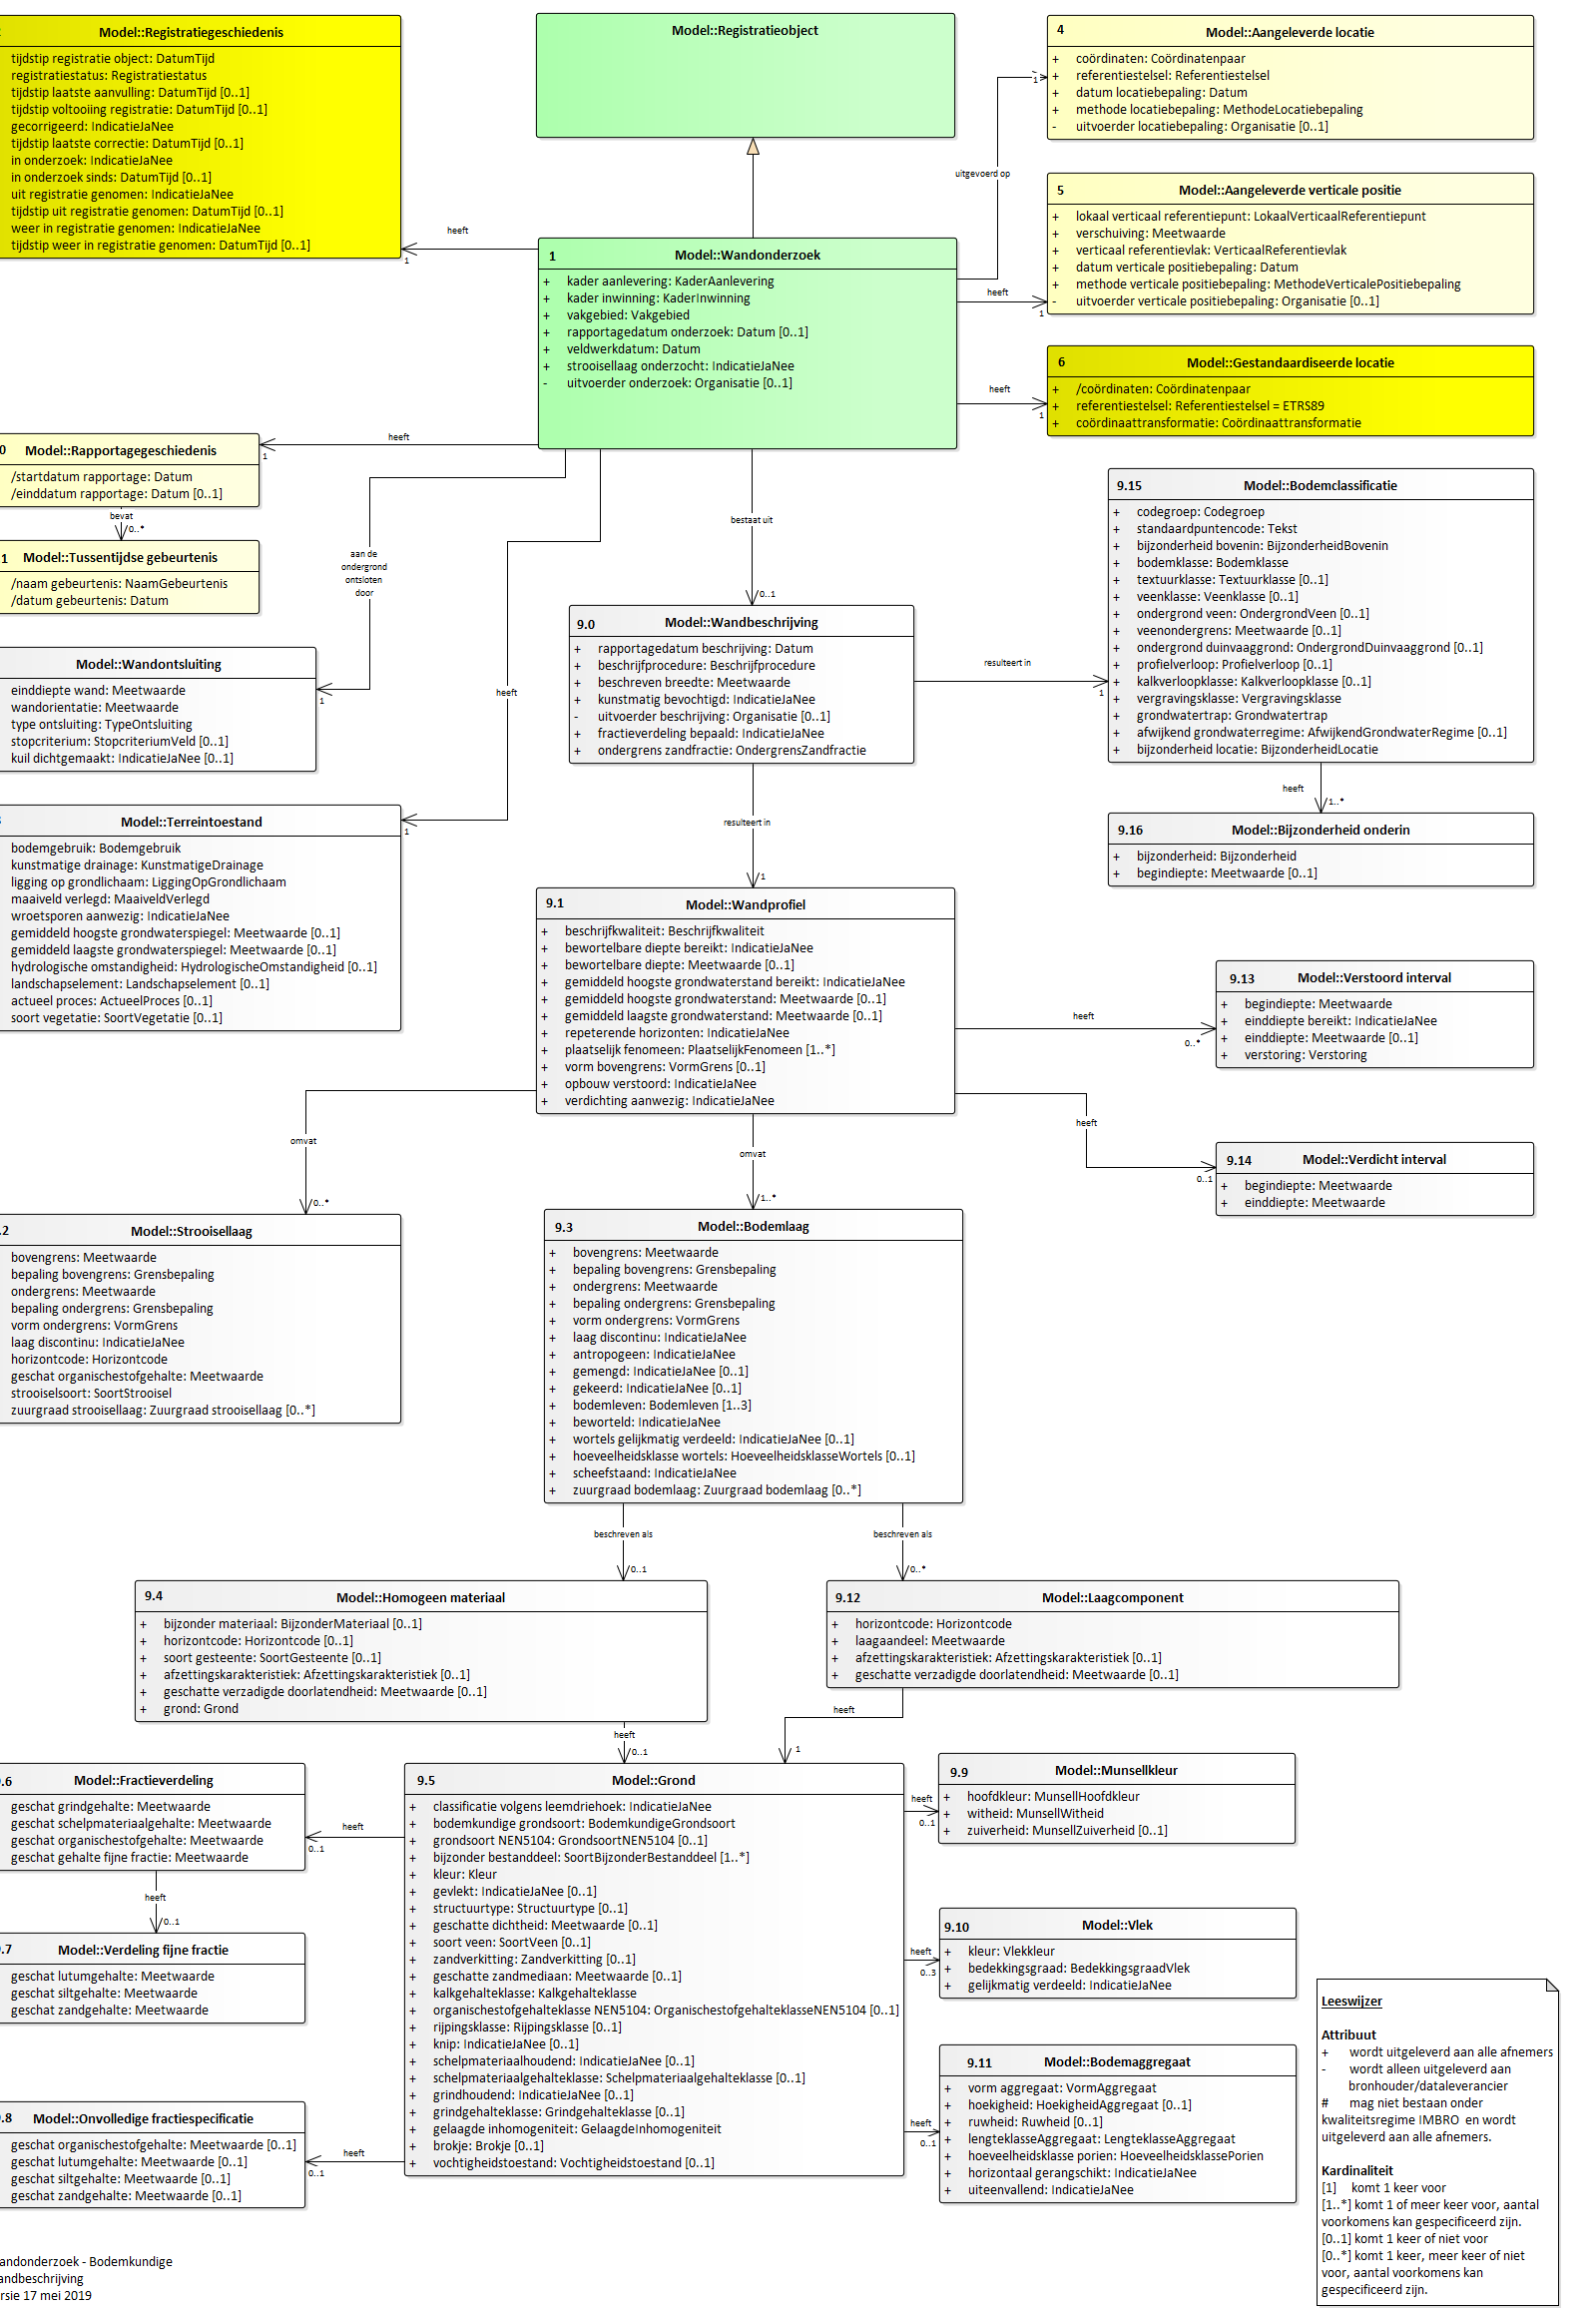 Model::Registratiegeschiedenis
tijdstip registratie object: DatumTijd
registratiestatus: Registratiestatus
tijdstip laatste aanvulling: DatumTijd [0..1]
tijdstip voltooiing registratie: DatumTijd [0..1]
gecorrigeerd: IndicatieJaNee
tijdstip laatste correctie: DatumTijd [0..1]
in onderzoek: IndicatieJaNee
in onderzoek sinds: DatumTijd [0..1]
uit registratie genomen: IndicatieJaNee
tijdstip uit registratie genomen: DatumTijd [0..1]
weer in registratie genomen: IndicatieJaNee
tijdstip weer in registratie genomen: DatumTijd [0..1]
Model::Registratieobject
4 Model::Aangeleverde locatie
+ coördinaten: Coördinatenpaar
+ referentiestelsel: Referentiestelsel
+ datum locatiebepaling: Datum
+ methode locatiebepaling: MethodeLocatiebepaling
- uitvoerder locatiebepaling: Organisatie [0..1]
1
uitgevoerd op
5 Model::Aangeleverde verticale positie
+ lokaal verticaal referentiepunt: LokaalVerticaalReferentiepunt
+ verschuiving: Meetwaarde
+ verticaal referentievlak: VerticaalReferentievlak
+ datum verticale positiebepaling: Datum
+ methode verticale positiebepaling: MethodeVerticalePositiebepaling
- uitvoerder verticale positiebepaling: Organisatie [0..1]
heeft
1
heeft
1
1 Model::Wandonderzoek
+ kader aanlevering: KaderAanlevering
+ kader inwinning: KaderInwinning
+ vakgebied: Vakgebied
+ rapportagedatum onderzoek: Datum [0..1]
+ veldwerkdatum: Datum
+ strooisellaag onderzocht: IndicatieJaNee
- uitvoerder onderzoek: Organisatie [0..1]
6 Model::Gestandaardiseerde locatie
+ /coördinaten: Coördinatenpaar
+ referentiestelsel: Referentiestelsel = ETRS89
+ coördinaattransformatie: Coördinaattransformatie
heeft
1
heeft
1
0 Model::Rapportagegeschiedenis
/startdatum rapportage: Datum
/einddatum rapportage: Datum [0..1]
bevat
0..*
1 Model::Tussentijdse gebeurtenis
/naam gebeurtenis: NaamGebeurtenis
/datum gebeurtenis: Datum
aan de
ondergrond
ontsloten
door
1
bestaat uit
0..1
Model::Wandontsluiting
einddiepte wand: Meetwaarde
wandorientatie: Meetwaarde
type ontsluiting: TypeOntsluiting
stopcriterium: StopcriteriumVeld [0..1]
kuil dichtgemaakt: IndicatieJaNee [0..1]
heeft
1
9.0 Model::Wandbeschrijving
+ rapportagedatum beschrijving: Datum
+ beschrijfprocedure: Beschrijfprocedure
+ beschreven breedte: Meetwaarde
+ kunstmatig bevochtigd: IndicatieJaNee
- uitvoerder beschrijving: Organisatie [0..1]
+ fractieverdeling bepaald: IndicatieJaNee
+ ondergrens zandfractie: OndergrensZandfractie
resulteert in
1
9.15 Model::Bodemclassificatie
+ codegroep: Codegroep
+ standaardpuntencode: Tekst
+ bijzonderheid bovenin: BijzonderheidBovenin
+ bodemklasse: Bodemklasse
+ textuurklasse: Textuurklasse [0..1]
+ veenklasse: Veenklasse [0..1]
+ ondergrond veen: OndergrondVeen [0..1]
+ veenondergrens: Meetwaarde [0..1]
+ ondergrond duinvaaggrond: OndergrondDuinvaaggrond [0..1]
+ profielverloop: Profielverloop [0..1]
+ kalkverloopklasse: Kalkverloopklasse [0..1]
+ vergravingsklasse: Vergravingsklasse
+ grondwatertrap: Grondwatertrap
+ afwijkend grondwaterregime: AfwijkendGrondwaterRegime [0..1]
+ bijzonderheid locatie: BijzonderheidLocatie
heeft
1..*
9.16 Model::Bijzonderheid onderin
+ bijzonderheid: Bijzonderheid
+ begindiepte: Meetwaarde [0..1]
Model::Terreintoestand
bodemgebruik: Bodemgebruik
kunstmatige drainage: KunstmatigeDrainage
ligging op grondlichaam: LiggingOpGrondlichaam
maaiveld verlegd: MaaiveldVerlegd
wroetsporen aanwezig: IndicatieJaNee
gemiddeld hoogste grondwaterspiegel: Meetwaarde [0..1]
gemiddeld laagste grondwaterspiegel: Meetwaarde [0..1]
hydrologische omstandigheid: HydrologischeOmstandigheid [0..1]
landschapselement: Landschapselement [0..1]
actueel proces: ActueelProces [0..1]
soort vegetatie: SoortVegetatie [0..1]
resulteert in
1
9.1 Model::Wandprofiel
+ beschrijfkwaliteit: Beschrijfkwaliteit
+ bewortelbare diepte bereikt: IndicatieJaNee
+ bewortelbare diepte: Meetwaarde [0..1]
+ gemiddeld hoogste grondwaterstand bereikt: IndicatieJaNee
+ gemiddeld hoogste grondwaterstand: Meetwaarde [0..1]
+ gemiddeld laagste grondwaterstand: Meetwaarde [0..1]
+ repeterende horizonten: IndicatieJaNee
+ plaatselijk fenomeen: PlaatselijkFenomeen [1..*]
+ vorm bovengrens: VormGrens [0..1]
+ opbouw verstoord: IndicatieJaNee
+ verdichting aanwezig: IndicatieJaNee
heeft
0..*
9.13 Model::Verstoord interval
+ begindiepte: Meetwaarde
+ einddiepte bereikt: IndicatieJaNee
+ einddiepte: Meetwaarde [0..1]
+ verstoring: Verstoring
heeft
0..1
9.14 Model::Verdicht interval
+ begindiepte: Meetwaarde
+ einddiepte: Meetwaarde
omvat
0..*
omvat
1..*
.2 Model::Strooisellaag
bovengrens: Meetwaarde
bepaling bovengrens: Grensbepaling
ondergrens: Meetwaarde
bepaling ondergrens: Grensbepaling
vorm ondergrens: VormGrens
laag discontinu: IndicatieJaNee
horizontcode: Horizontcode
geschat organischestofgehalte: Meetwaarde
strooiselsoort: SoortStrooisel
zuurgraad strooisellaag: Zuurgraad strooisellaag [0..*]
9.3 Model::Bodemlaag
+ bovengrens: Meetwaarde
+ bepaling bovengrens: Grensbepaling
+ ondergrens: Meetwaarde
+ bepaling ondergrens: Grensbepaling
+ vorm ondergrens: VormGrens
+ laag discontinu: IndicatieJaNee
+ antropogeen: IndicatieJaNee
+ gemengd: IndicatieJaNee [0..1]
+ gekeerd: IndicatieJaNee [0..1]
+ bodemleven: Bodemleven [1..3]
+ beworteld: IndicatieJaNee
+ wortels gelijkmatig verdeeld: IndicatieJaNee [0..1]
+ hoeveelheidsklasse wortels: HoeveelheidsklasseWortels [0..1]
+ scheefstaand: IndicatieJaNee
+ zuurgraad bodemlaag: Zuurgraad bodemlaag [0..*]
beschreven als
0..1
beschreven als
0..*
9.4 Model::Homogeen materiaal
+ bijzonder materiaal: BijzonderMateriaal [0..1]
+ horizontcode: Horizontcode [0..1]
+ soort gesteente: SoortGesteente [0..1]
+ afzettingskarakteristiek: Afzettingskarakteristiek [0..1]
+ geschatte verzadigde doorlatendheid: Meetwaarde [0..1]
+ grond: Grond
9.12 Model::Laagcomponent
+ horizontcode: Horizontcode
+ laagaandeel: Meetwaarde
+ afzettingskarakteristiek: Afzettingskarakteristiek [0..1]
+ geschatte verzadigde doorlatendheid: Meetwaarde [0..1]
heeft
0..1
heeft
1
.6 Model::Fractieverdeling
geschat grindgehalte: Meetwaarde
geschat schelpmateriaalgehalte: Meetwaarde
geschat organischestofgehalte: Meetwaarde
geschat gehalte fijne fractie: Meetwaarde
heeft
0..1
heeft
0..1
.7 Model::Verdeling fijne fractie
geschat lutumgehalte: Meetwaarde
geschat siltgehalte: Meetwaarde
geschat zandgehalte: Meetwaarde
.8 Model::Onvolledige fractiespecificatie
geschat organischestofgehalte: Meetwaarde [0..1]
geschat lutumgehalte: Meetwaarde [0..1]
geschat siltgehalte: Meetwaarde [0..1]
geschat zandgehalte: Meetwaarde [0..1]
heeft
0..1
9.5 Model::Grond
+ classificatie volgens leemdriehoek: IndicatieJaNee
+ bodemkundige grondsoort: BodemkundigeGrondsoort
+ grondsoort NEN5104: GrondsoortNEN5104 [0..1]
+ bijzonder bestanddeel: SoortBijzonderBestanddeel [1..*]
+ kleur: Kleur
+ gevlekt: IndicatieJaNee [0..1]
+ structuurtype: Structuurtype [0..1]
+ geschatte dichtheid: Meetwaarde [0..1]
+ soort veen: SoortVeen [0..1]
+ zandverkitting: Zandverkitting [0..1]
+ geschatte zandmediaan: Meetwaarde [0..1]
+ kalkgehalteklasse: Kalkgehalteklasse
+ organischestofgehalteklasse NEN5104: OrganischestofgehalteklasseNEN5104 [0..1]
+ rijpingsklasse: Rijpingsklasse [0..1]
+ knip: IndicatieJaNee [0..1]
+ schelpmateriaalhoudend: IndicatieJaNee [0..1]
+ schelpmateriaalgehalteklasse: Schelpmateriaalgehalteklasse [0..1]
+ grindhoudend: IndicatieJaNee [0..1]
+ grindgehalteklasse: Grindgehalteklasse [0..1]
+ gelaagde inhomogeniteit: GelaagdeInhomogeniteit
+ brokje: Brokje [0..1]
+ vochtigheidstoestand: Vochtigheidstoestand [0..1]
heeft
0..1
9.9 Model::Munsellkleur
+ hoofdkleur: MunsellHoofdkleur
+ witheid: MunsellWitheid
+ zuiverheid: MunsellZuiverheid [0..1]
heeft
0..3
9.10 Model::Vlek
+ kleur: Vlekkleur
+ bedekkingsgraad: BedekkingsgraadVlek
+ gelijkmatig verdeeld: IndicatieJaNee
heeft
0..1
9.11 Model::Bodemaggregaat
+ vorm aggregaat: VormAggregaat
+ hoekigheid: HoekigheidAggregaat [0..1]
+ ruwheid: Ruwheid [0..1]
+ lengteklasseAggregaat: LengteklasseAggregaat
+ hoeveelheidsklasse porien: HoeveelheidsklassePorien
+ horizontaal gerangschikt: IndicatieJaNee
+ uiteenvallend: IndicatieJaNee
Leeswijzer
Attribuut
+ wordt uitgeleverd aan alle afnemers
- wordt alleen uitgeleverd aan
bronhouder/dataleverancier
# mag niet bestaan onder
kwaliteitsregime IMBRO en wordt
uitgeleverd aan alle afnemers.
Kardinaliteit
[1] komt 1 keer voor
[1..*] komt 1 of meer keer voor, aantal
voorkomens kan gespecificeerd zijn.
[0..1] komt 1 keer of niet voor
[0..*] komt 1 keer, meer keer of niet
voor, aantal voorkomens kan
gespecificeerd zijn.
andonderzoek - Bodemkundige
andbeschrijving
rsie 17 mei 2019